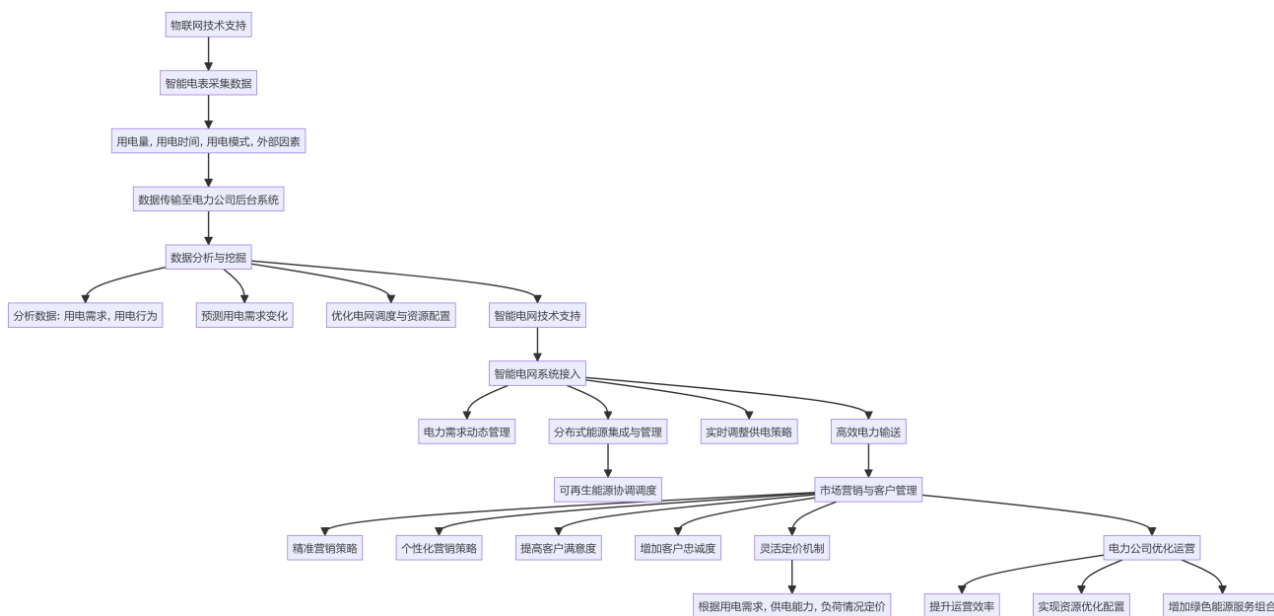 物联网技术支持
智能电表采集数据
用电量, 用电时间, 用电模式, 外部因素
数据传输至电力公司后台系统
数据分析与挖掘
分析数据: 用电需求, 用电行为
预测用电需求变化
优化电网调度与资源配置
智能电网技术支持
智能电网系统接入
电力需求动态管理
分布式能源集成与管理
实时调整供电策略
高效电力输送
可再生能源协调调度
市场营销与客户管理
精准营销策略
个性化营销策略
提高客户满意度
增加客户忠诚度
灵活定价机制
电力公司优化运营
根据用电需求, 供电能力, 负荷情况定价
提升运营效率
实现资源优化配置
增加绿色能源服务组合